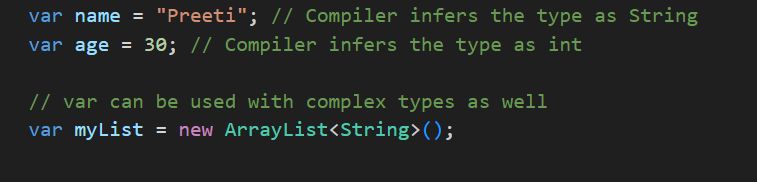 var name = "Preeti"; // Compiler infers the type as String
var age = 30; // Compiler infers the type as int
// var can be used with complex types as well
var myList = new ArrayList<String>();